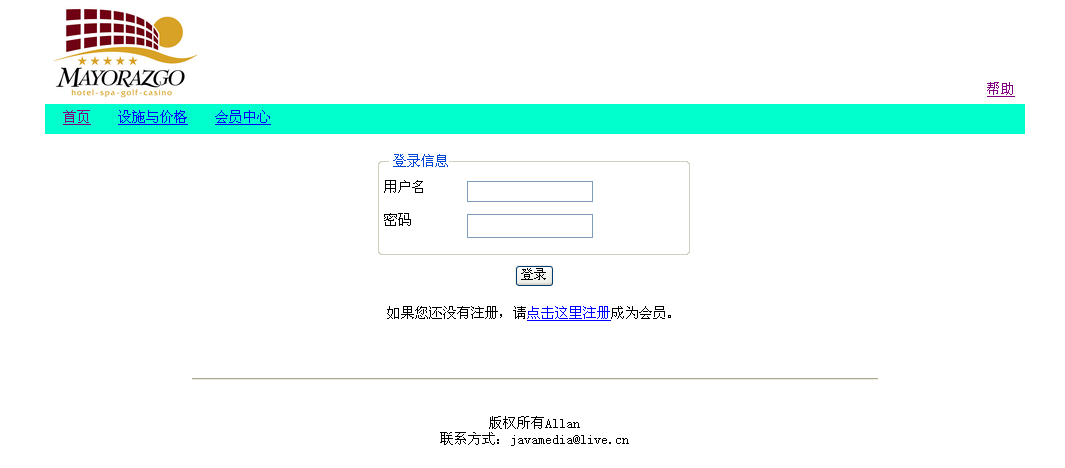 MAYORAZGO
hotel-spa-golf-casino
帮助
首页 设施与价格 会员中心
登录信息
用户名
密码
登录
如果您还没有注册，请点击这里注册成为会员。
版权所有Allan
联系方式：javamedia@live.cn